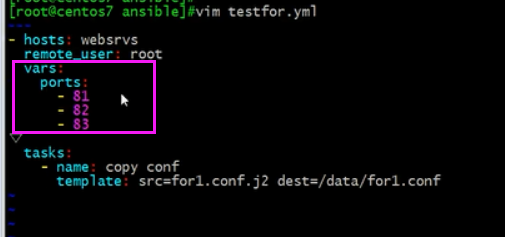 [root@centos7 ansible]#vim testfor.yml
---
- hosts: websrvs
  remote_user: root
  vars:
    ports:
      - 81
      - 82
      - 83

  tasks:
    - name: copy conf
      template: src=for1.conf.j2 dest=/data/for1.conf
~
~
~